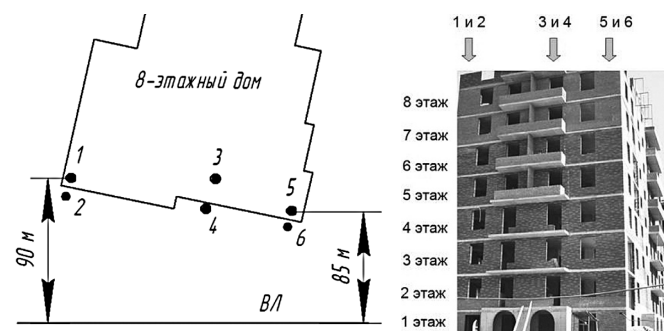 8-этажный дом
1
3
2
5
4
6
90 м
85 м
ВЛ
1 и 2
3 и 4
5 и 6
8 этаж
7 этаж
6 этаж
5 этаж
4 этаж
3 этаж
2 этаж
1 этаж